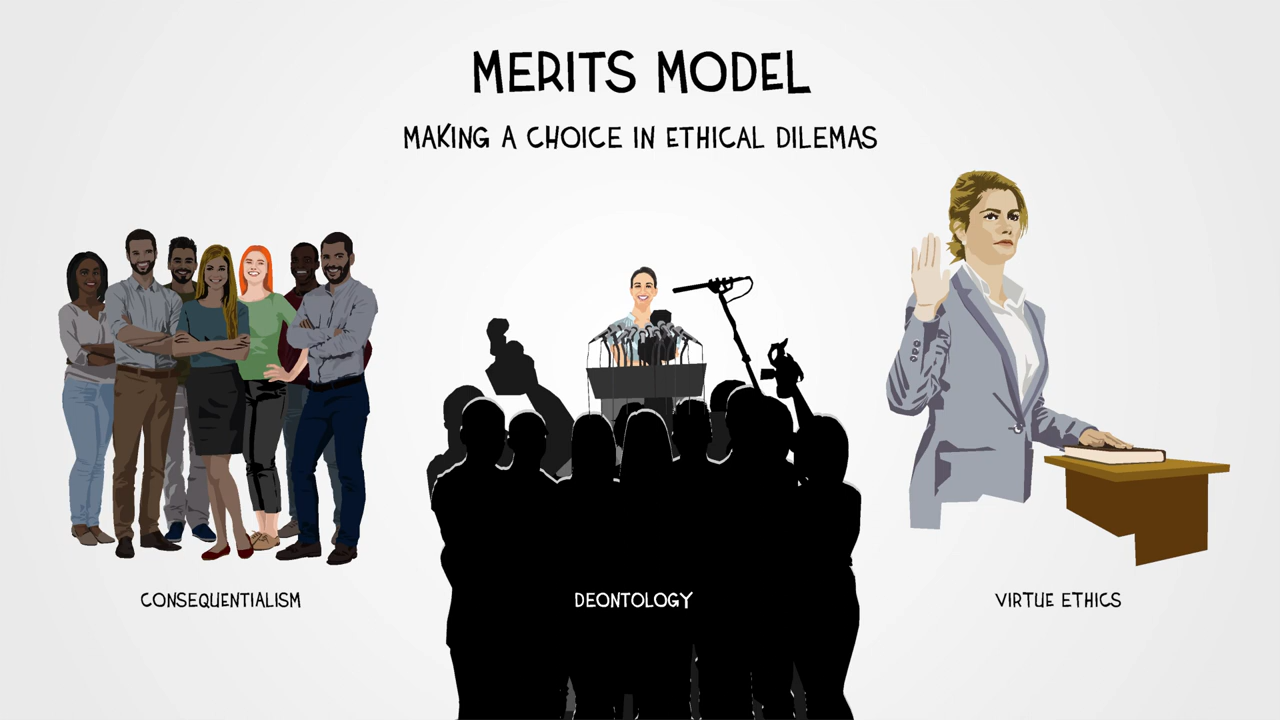 MERITS MODEL
MAKING A CHOICE IN ETHICAL DILEMAS
CONSEQUENTIALISM
DEONTOLOGY
VIRTUE ETHICS